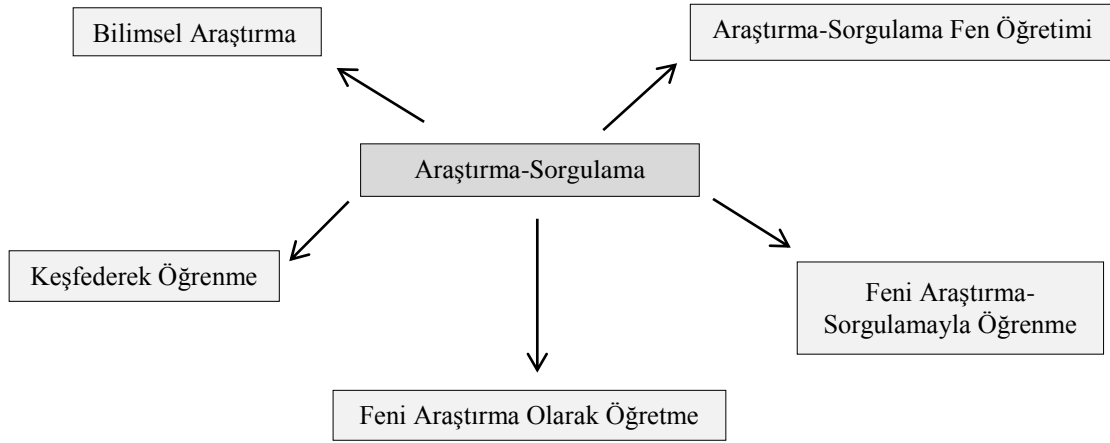 Bilimsel Araştırma
Araştırma-Sorgulama Fen Öğretimi
Araştırma-Sorgulama
Keşfederek Öğrenme
Feni Araştırma-
Sorgulamayla Öğrenme
Feni Araştırma Olarak Öğretme